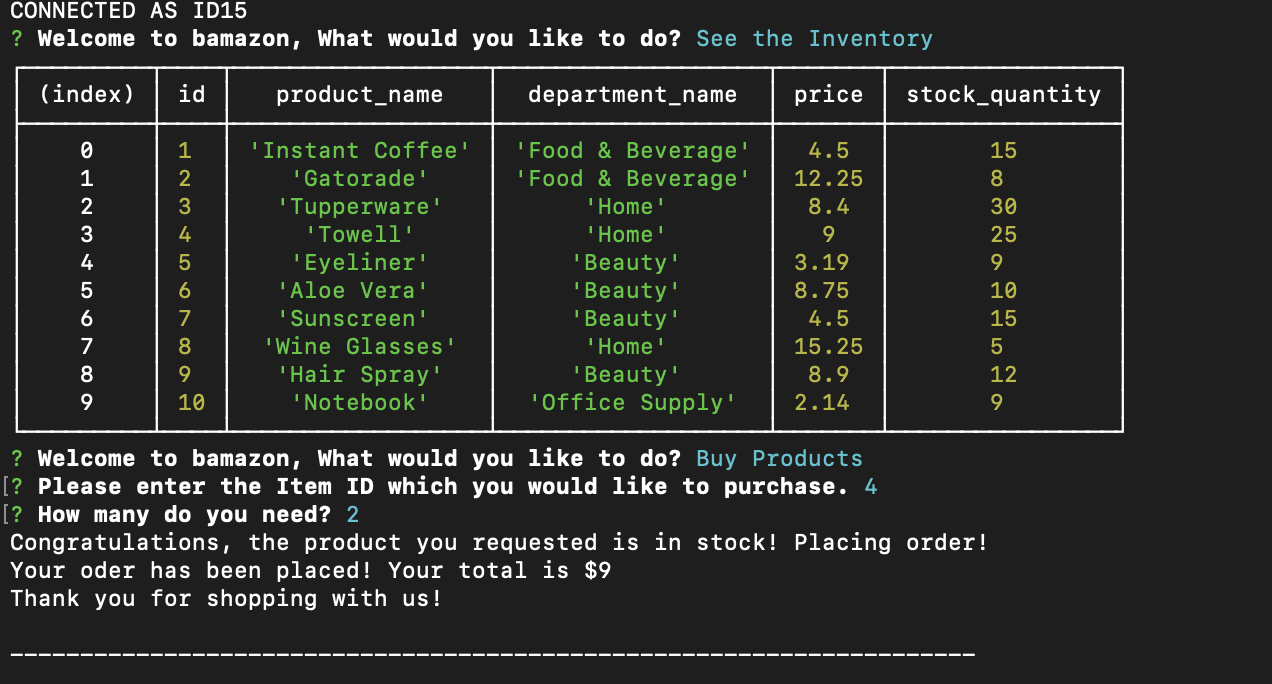 CONNECTED AS ID15
? Welcome to bamazon, What would you like to do? See the Inventory
(index) id product_name department_name price stock_quantity
0 1 'Instant Coffee' 'Food & Beverage' 4.5 15
1 2 'Gatorade' 'Food & Beverage' 12.25 8
2 3 'Tupperware' 'Home' 8.4 30
3 4 'Towell' 'Home' 9 25
4 5 'Eyeliner' 'Beauty' 3.19 9
5 6 'Aloe Vera' 'Beauty' 8.75 10
6 7 'Sunscreen' 'Beauty' 4.5 15
7 8 'Wine Glasses' 'Home' 15.25 5
8 9 'Hair Spray' 'Beauty' 8.9 12
9 10 'Notebook' 'Office Supply' 2.14 9
? Welcome to bamazon, What would you like to do? Buy Products
[? Please enter the Item ID which you would like to purchase. 4
[? How many do you need? 2
Congratulations, the product you requested is in stock! Placing order!
Your oder has been placed! Your total is $9
Thank you for shopping with us!
_____________________________________________________________________